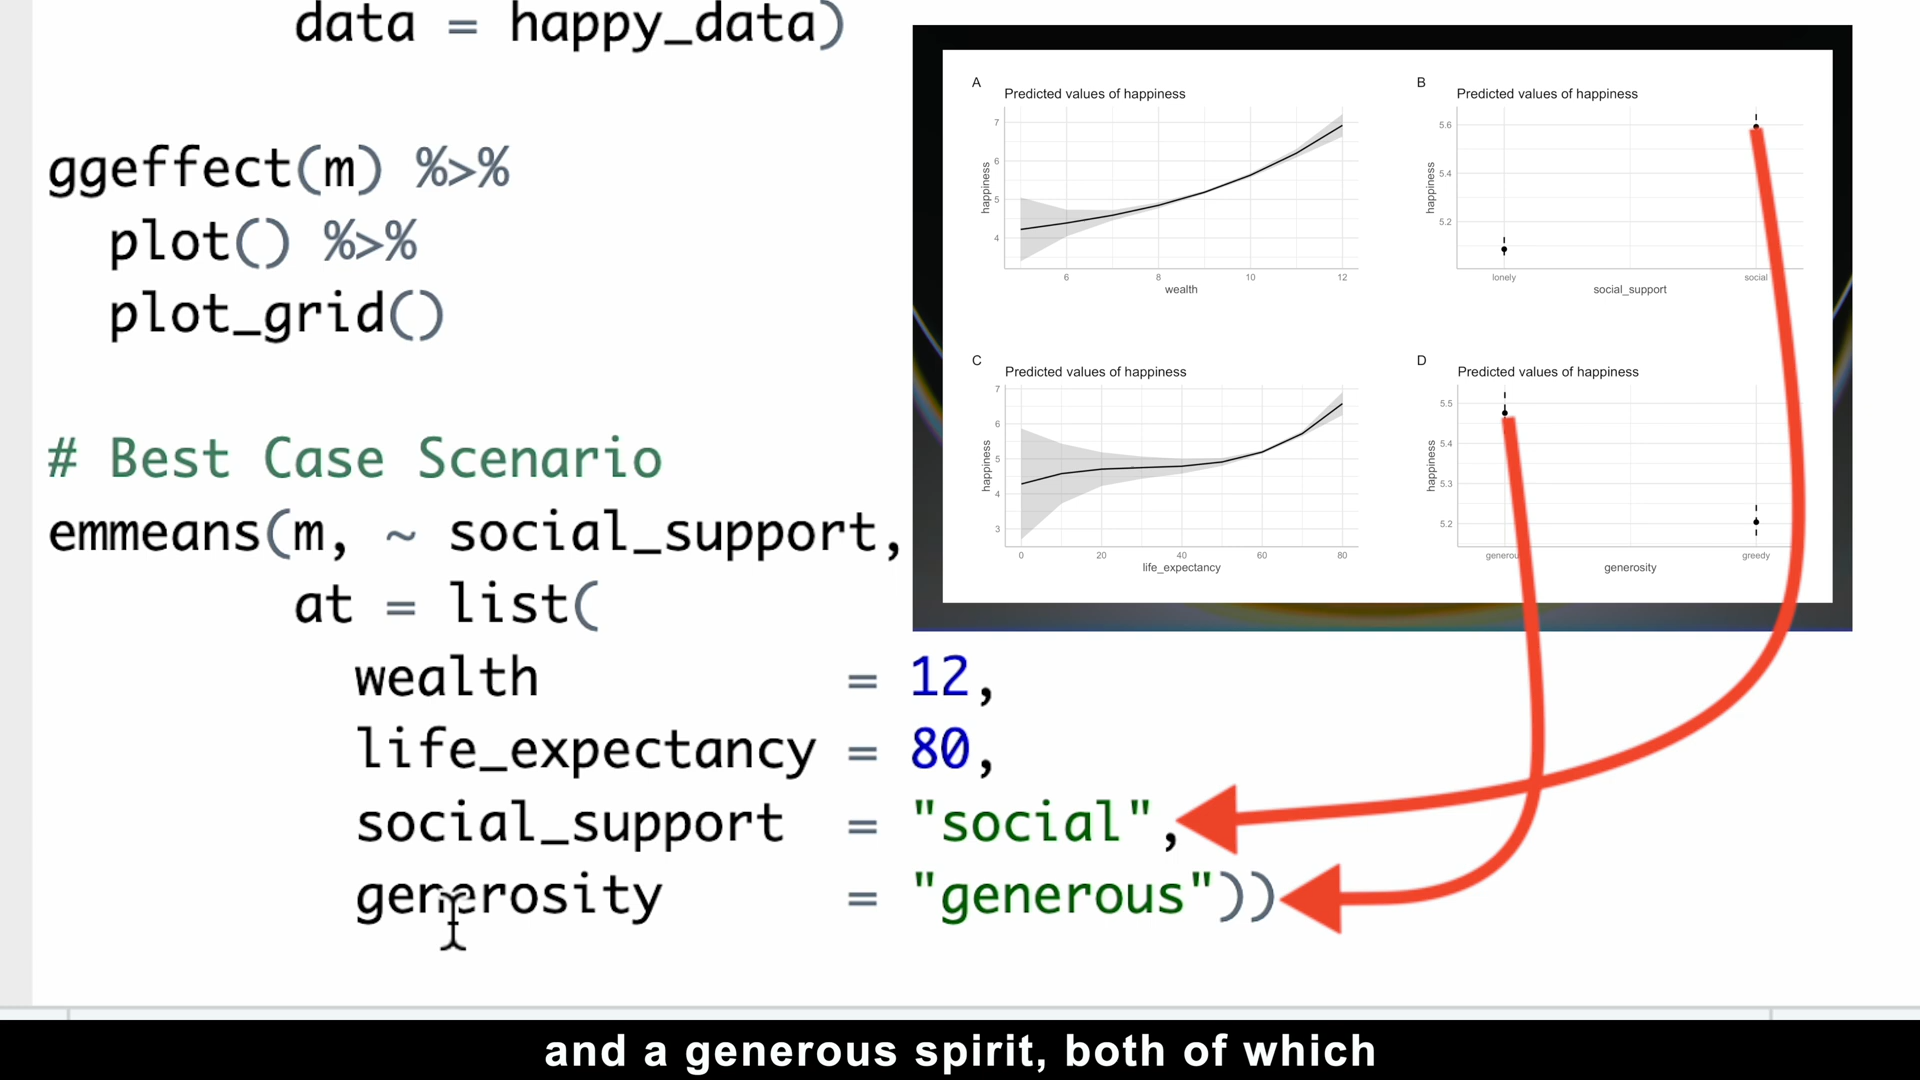 data = happy_data)
ggeffect(m) %>%
plot() %>%
plot_grid()
# Best Case Scenario
emmeans(m, ~ social_support,
at = list(
wealth = 12,
life_expectancy = 80,
social_support = "social",
generosity = "generous"))
A
Predicted values of happiness
7
6
5
4
happiness
6 8 10 12
wealth
B
Predicted values of happiness
5.6
5.4
5.2
happiness
lonely social
social_support
C
Predicted values of happiness
7
6
5
4
3
happiness
0 20 40 60 80
life_expectancy
D
Predicted values of happiness
5.5
5.4
5.3
5.2
happiness
generou greedy
generosity
and a generous spirit, both of which